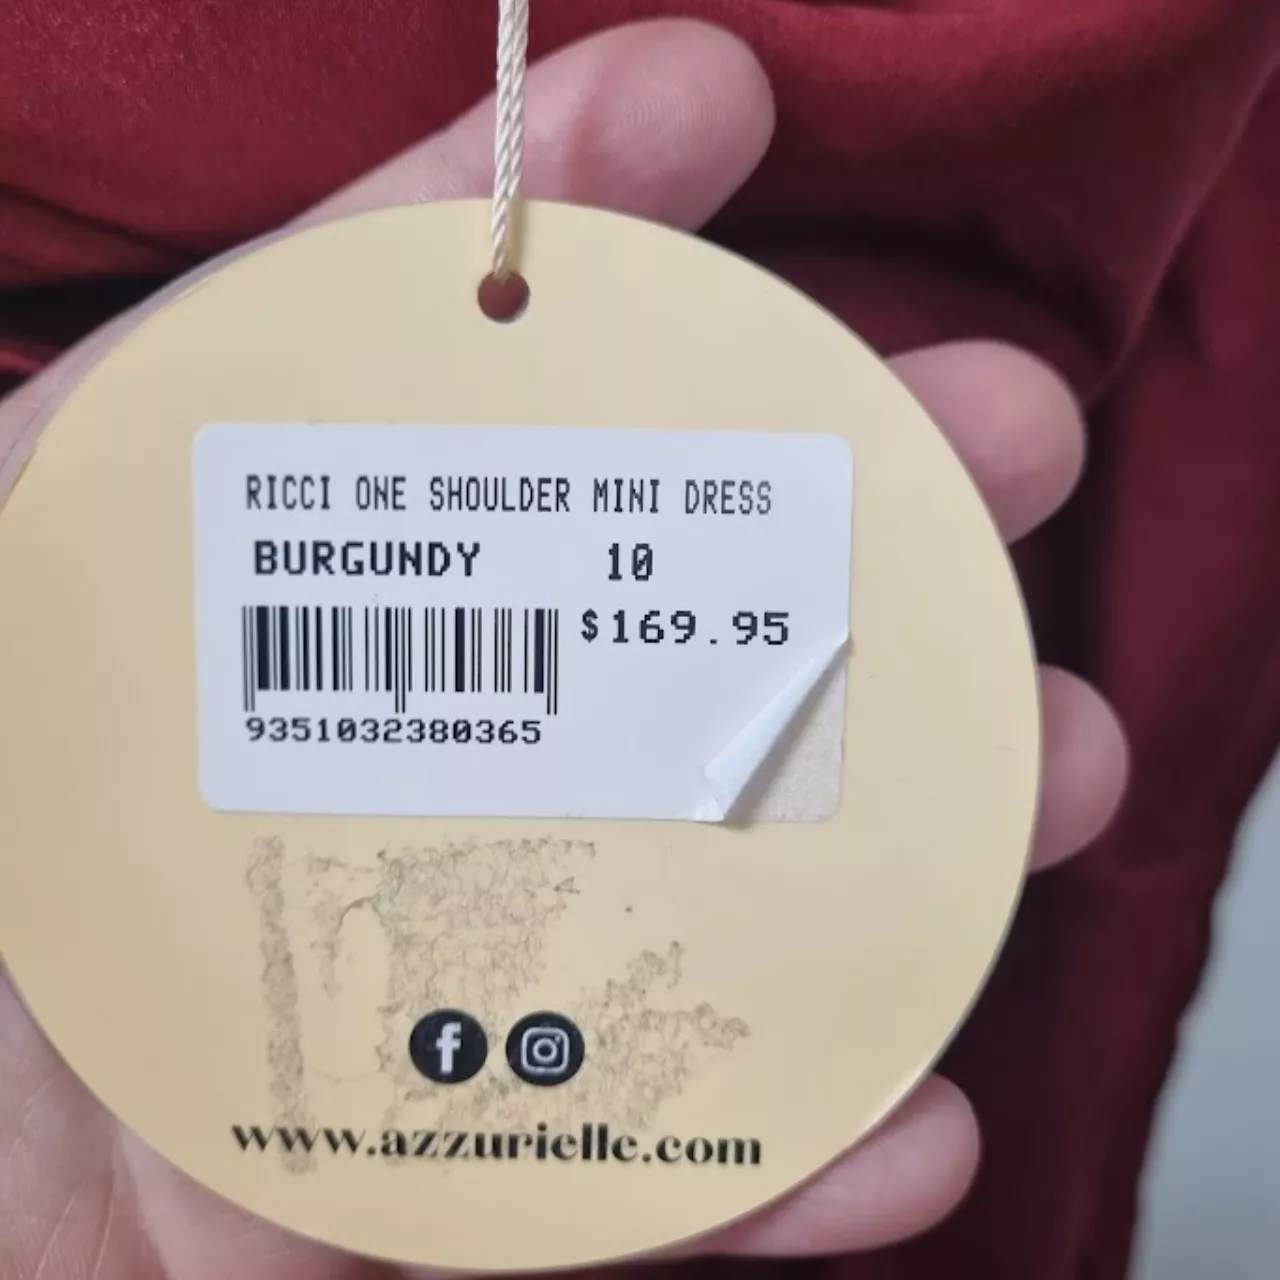 RICCI ONE SHOULDER MINI DRESS
BURGUNDY 10
$169.95
9351032380365
www.azzurielle.com